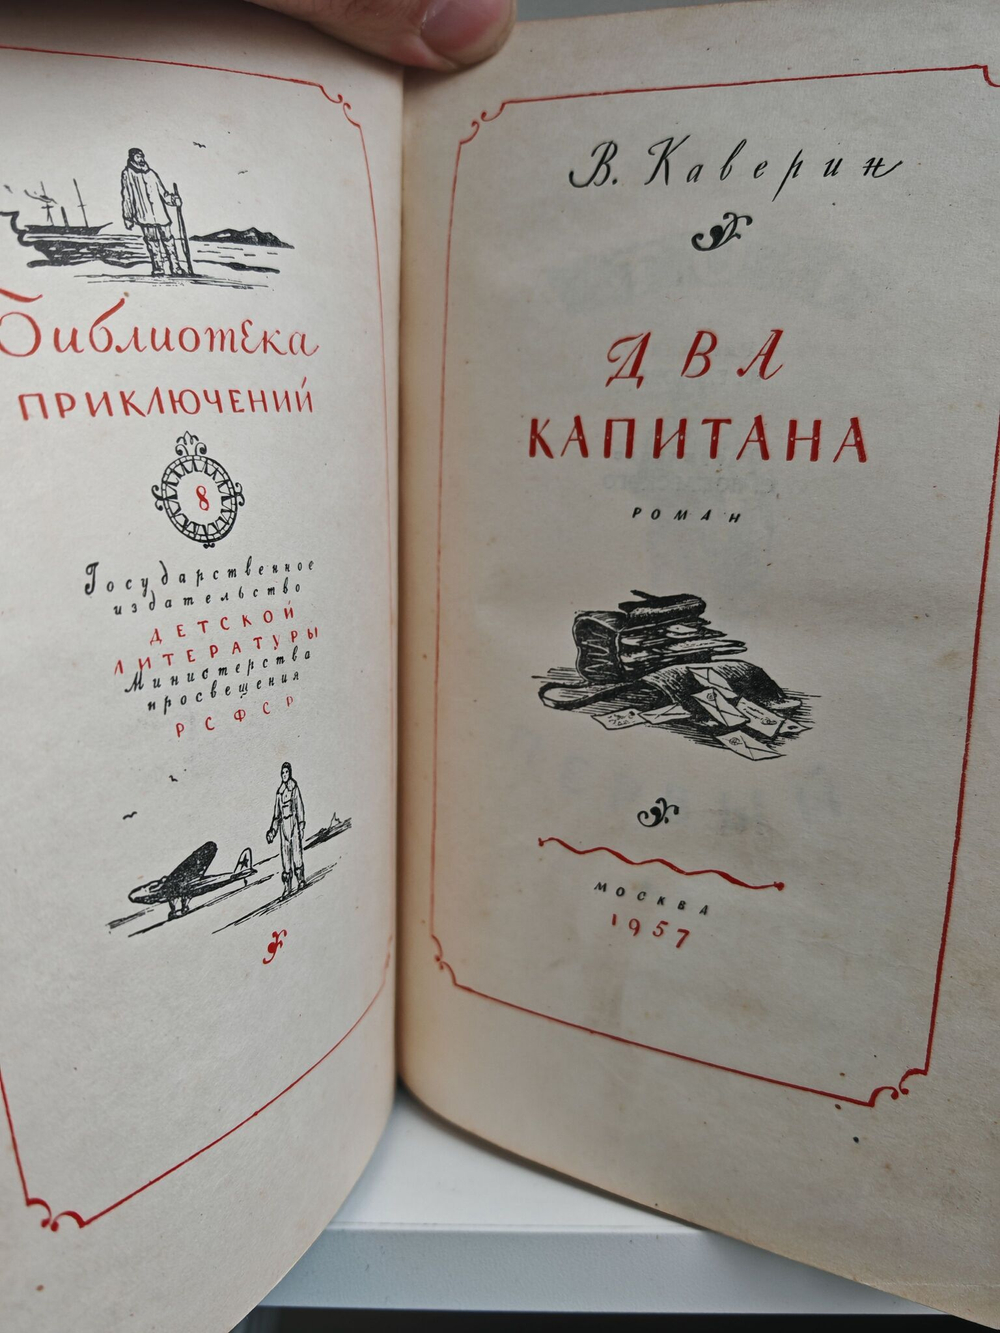 Библиотека
ПРИКЛЮЧЕНИЙ
8
Государственное
издательство
ДЕТСКОЙ
ЛИТЕРАТУРЫ
Министерства
просвещения
РСФСР
В. Каверин
ДВА
КАПИТАНА
РОМАН
МОСКВА
1957